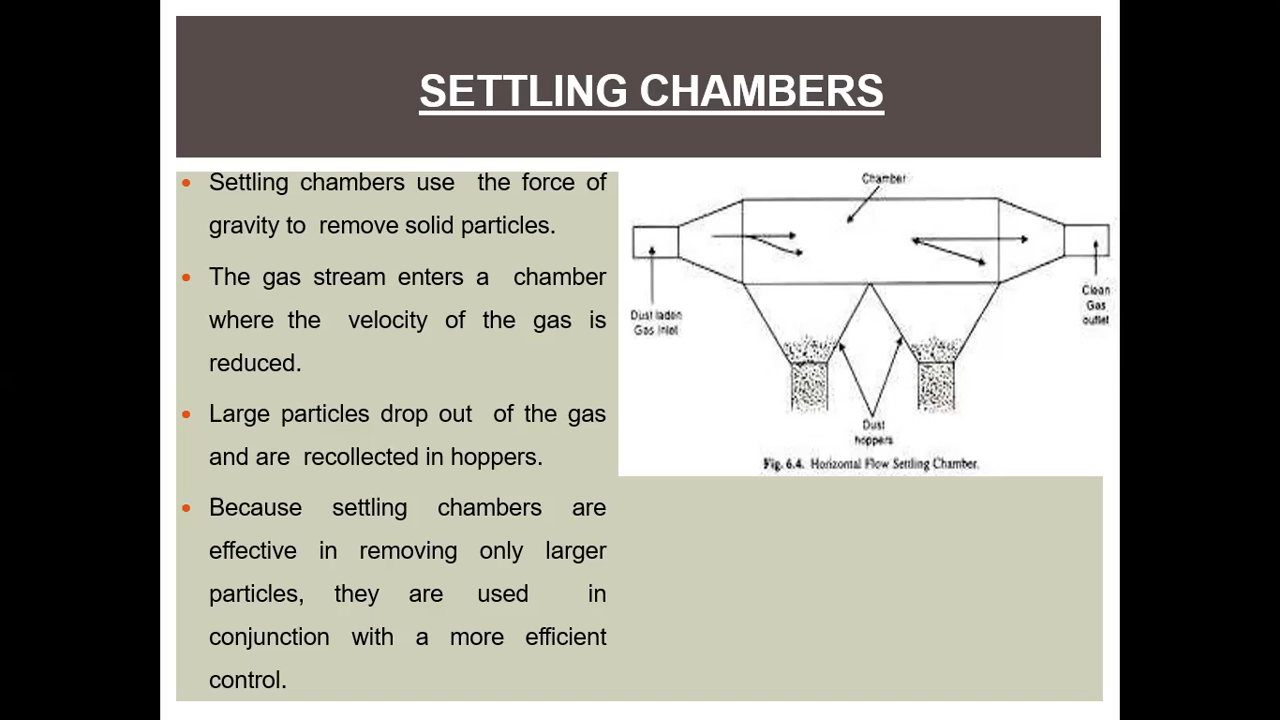 SETTLING CHAMBERS
Settling chambers use the force of
gravity to remove solid particles.
The gas stream enters a chamber
where the velocity of the gas is
reduced.
Large particles drop out of the gas
and are recollected in hoppers.
Because settling chambers are
effective in removing only larger
particles, they are used in
conjunction with a more efficient
control.
Chamber
Dust laden
Gas inlet
Clean
Gas
outlet
Dust
hoppers
Fig. 6.4. Horizontal Flow Settling Chamber.